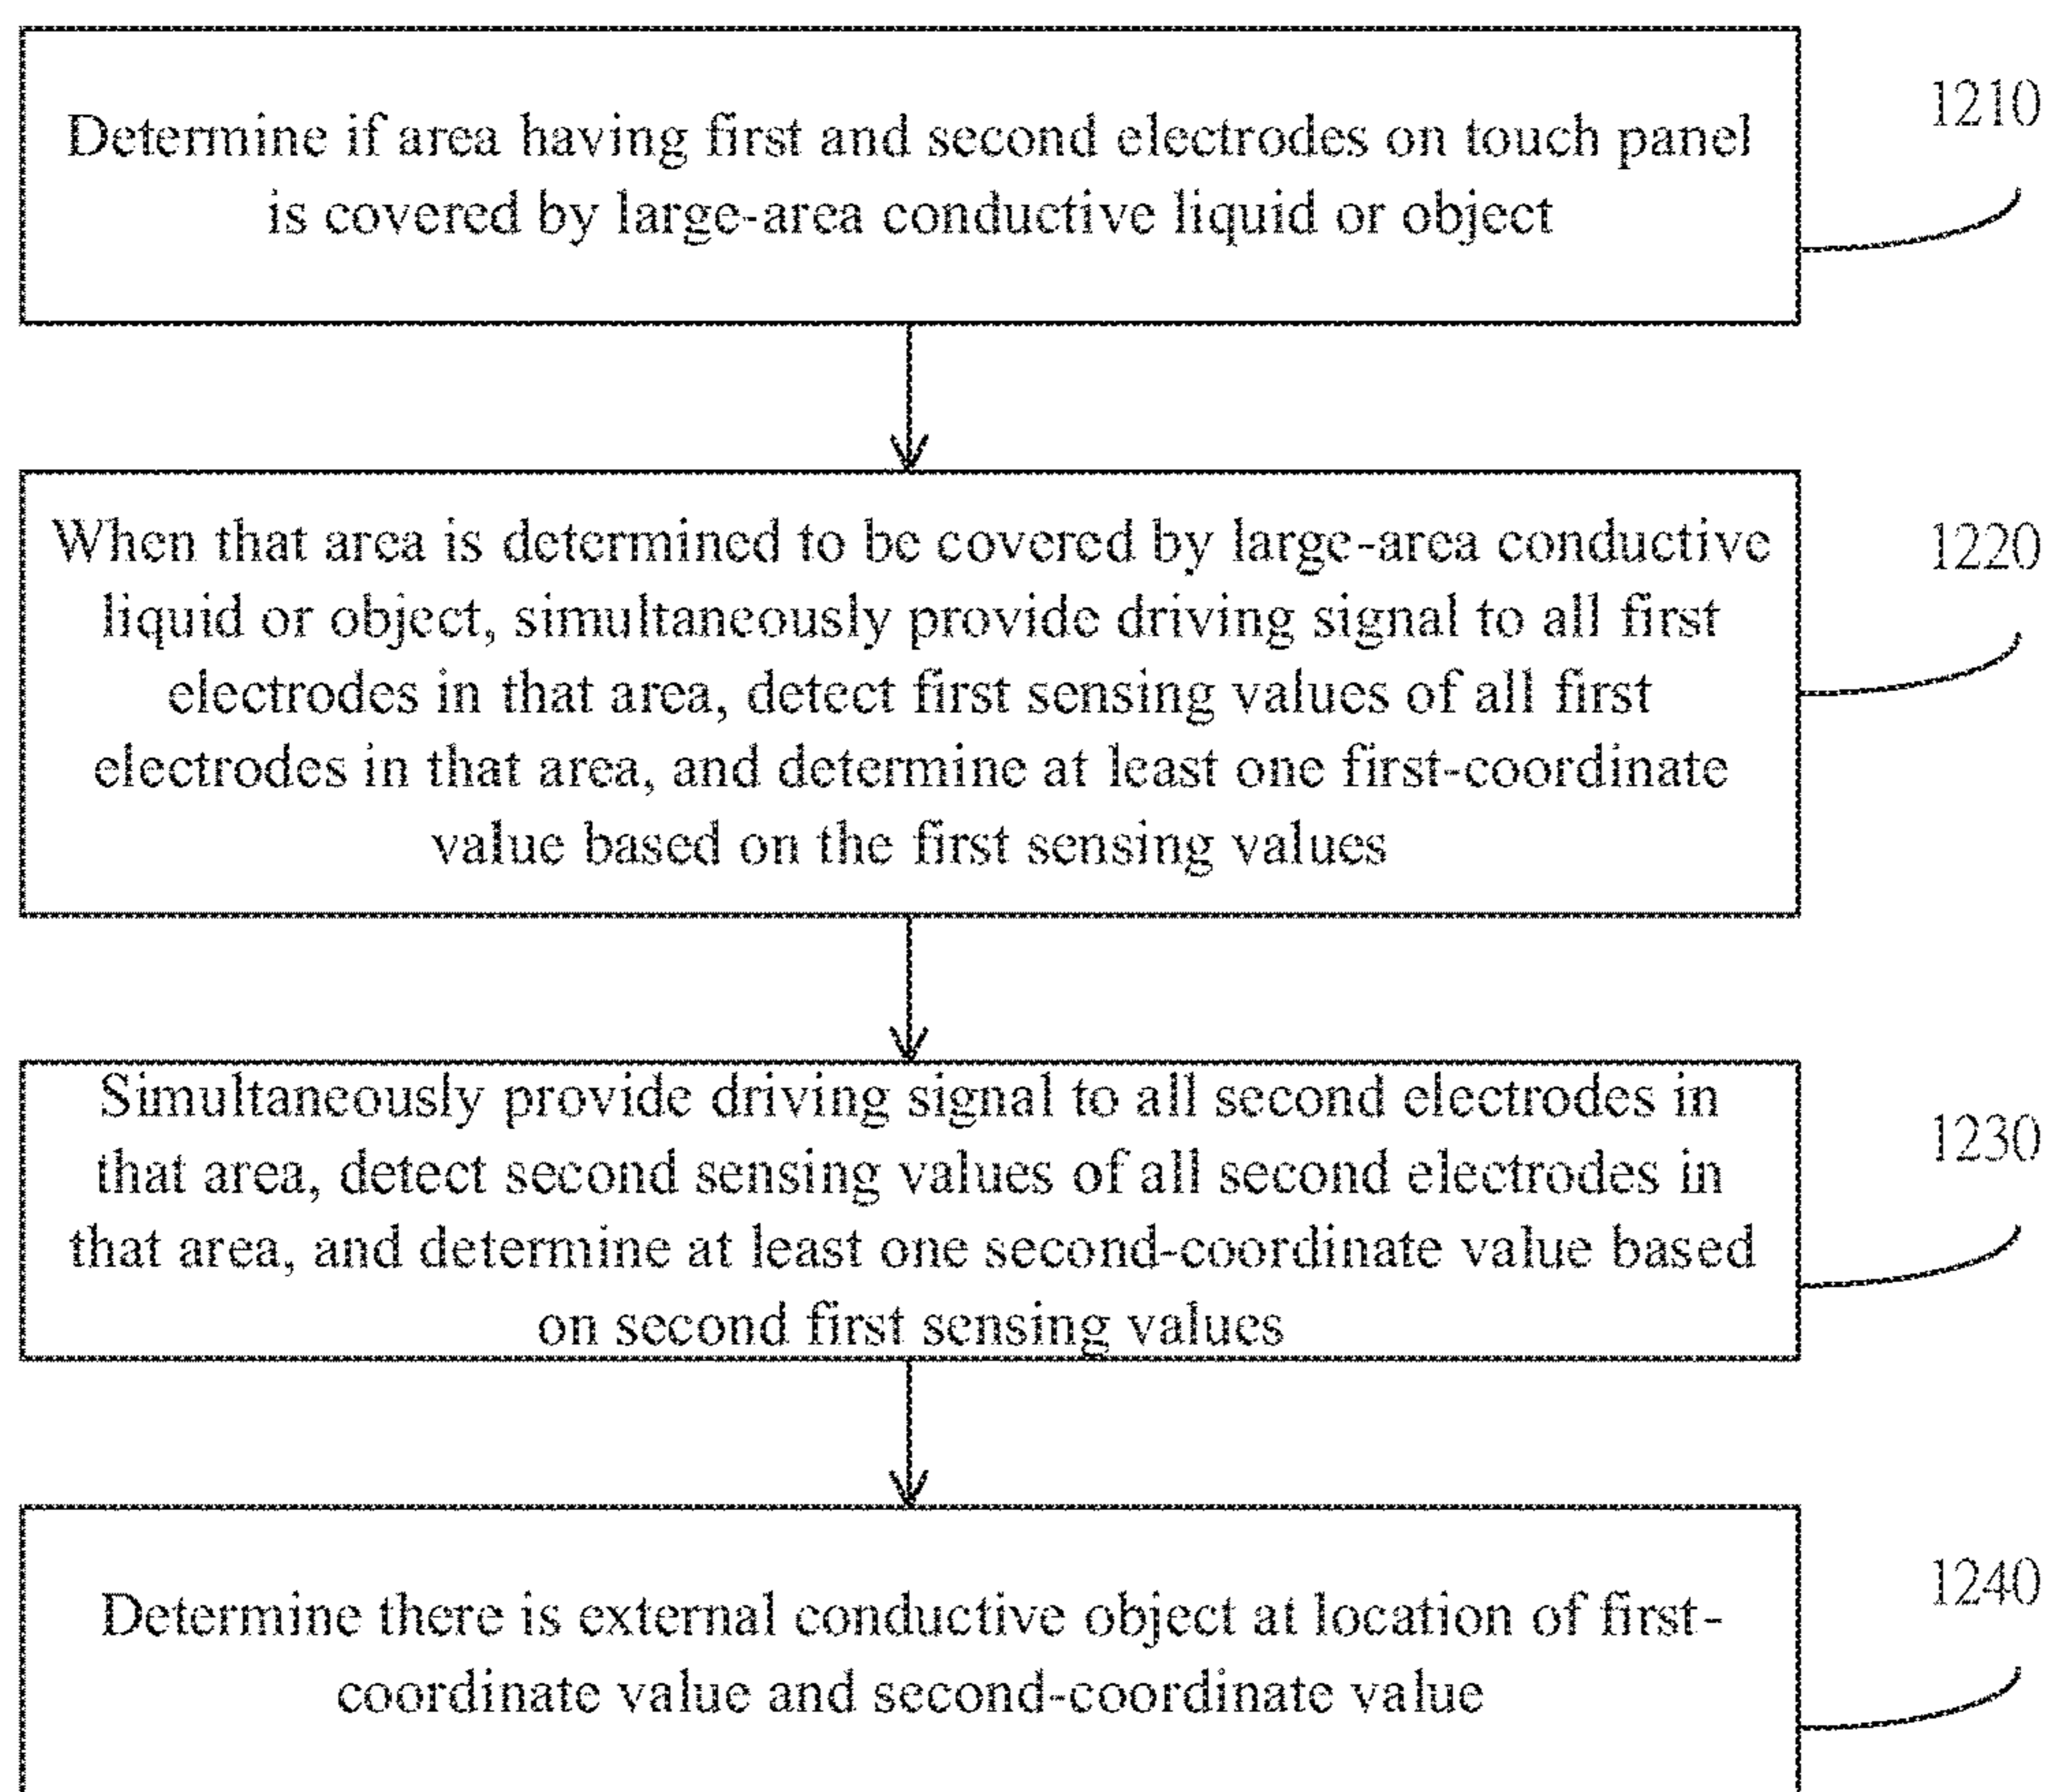 Determine if area having first and second electrodes on touch panel
is covered by large-area conductive liquid or object
1210
When that area is determined to be covered by large-area conductive
liquid or object, simultaneously provide driving signal to all first
electrodes in that area, detect first sensing values of all first
electrodes in that area, and determine at least one first-coordinate
value based on the first sensing values
1220
Simultaneously provide driving signal to all second electrodes in
that area, detect second sensing values of all second electrodes in
that area, and determine at least one second-coordinate value based
on second first sensing values
1230
Determine there is external conductive object at location of first-
coordinate value and second-coordinate value
1240